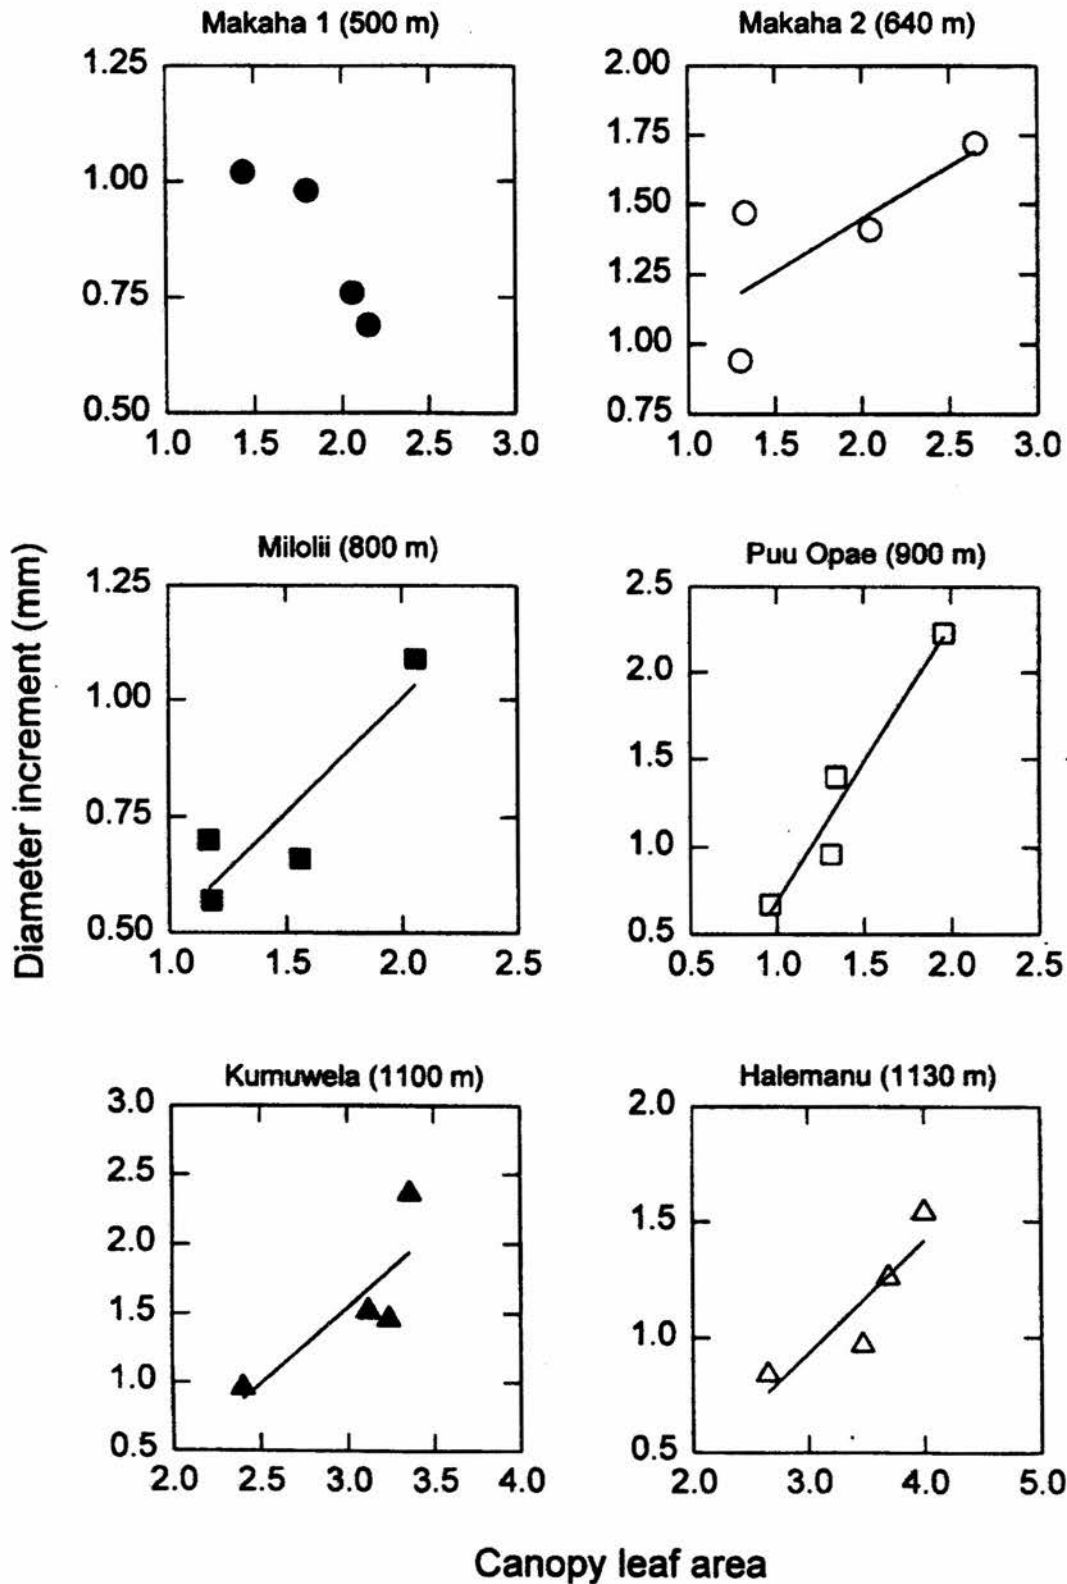 Makaha 1 (500 m)
1.25
1.00
0.75
0.50
1.0 1.5 2.0 2.5 3.0
Makaha 2 (640 m)
2.00
1.75
1.50
1.25
1.00
0.75
1.0 1.5 2.0 2.5 3.0
Diameter increment (mm)
Milolii (800 m)
1.25
1.00
0.75
0.50
1.0 1.5 2.0 2.5
Puu Opae (900 m)
2.5
2.0
1.5
1.0
0.5
0.5 1.0 1.5 2.0 2.5
Kumuwela (1100 m)
3.0
2.5
2.0
1.5
1.0
0.5
2.0 2.5 3.0 3.5 4.0
Halemanu (1130 m)
2.0
1.5
1.0
0.5
2.0 3.0 4.0 5.0
Canopy leaf area